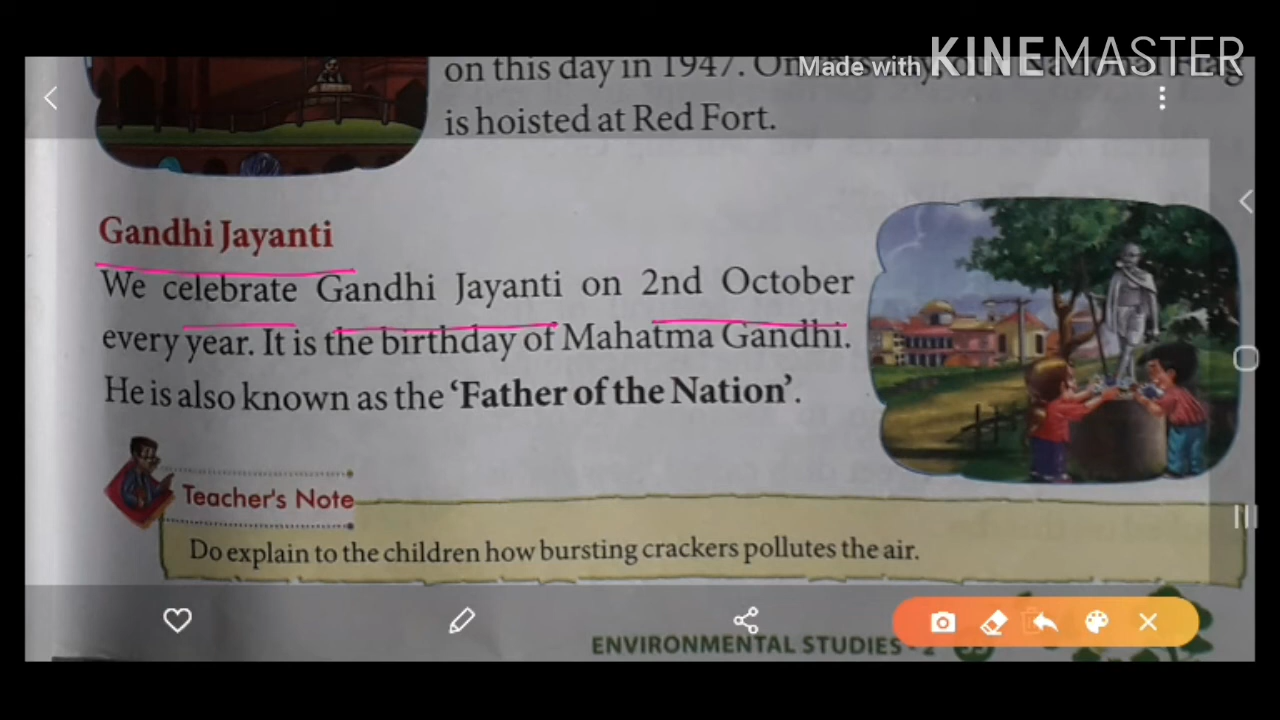 Made with KINEMASTER
on this day in 1947. On Flag
is hoisted at Red Fort.
Gandhi Jayanti
We celebrate Gandhi Jayanti on 2nd October
every year. It is the birthday of Mahatma Gandhi.
He is also known as the ‘Father of the Nation’.
Teacher's Note
Do explain to the children how bursting crackers pollutes the air.
ENVIRONMENTAL STUDIES - 2